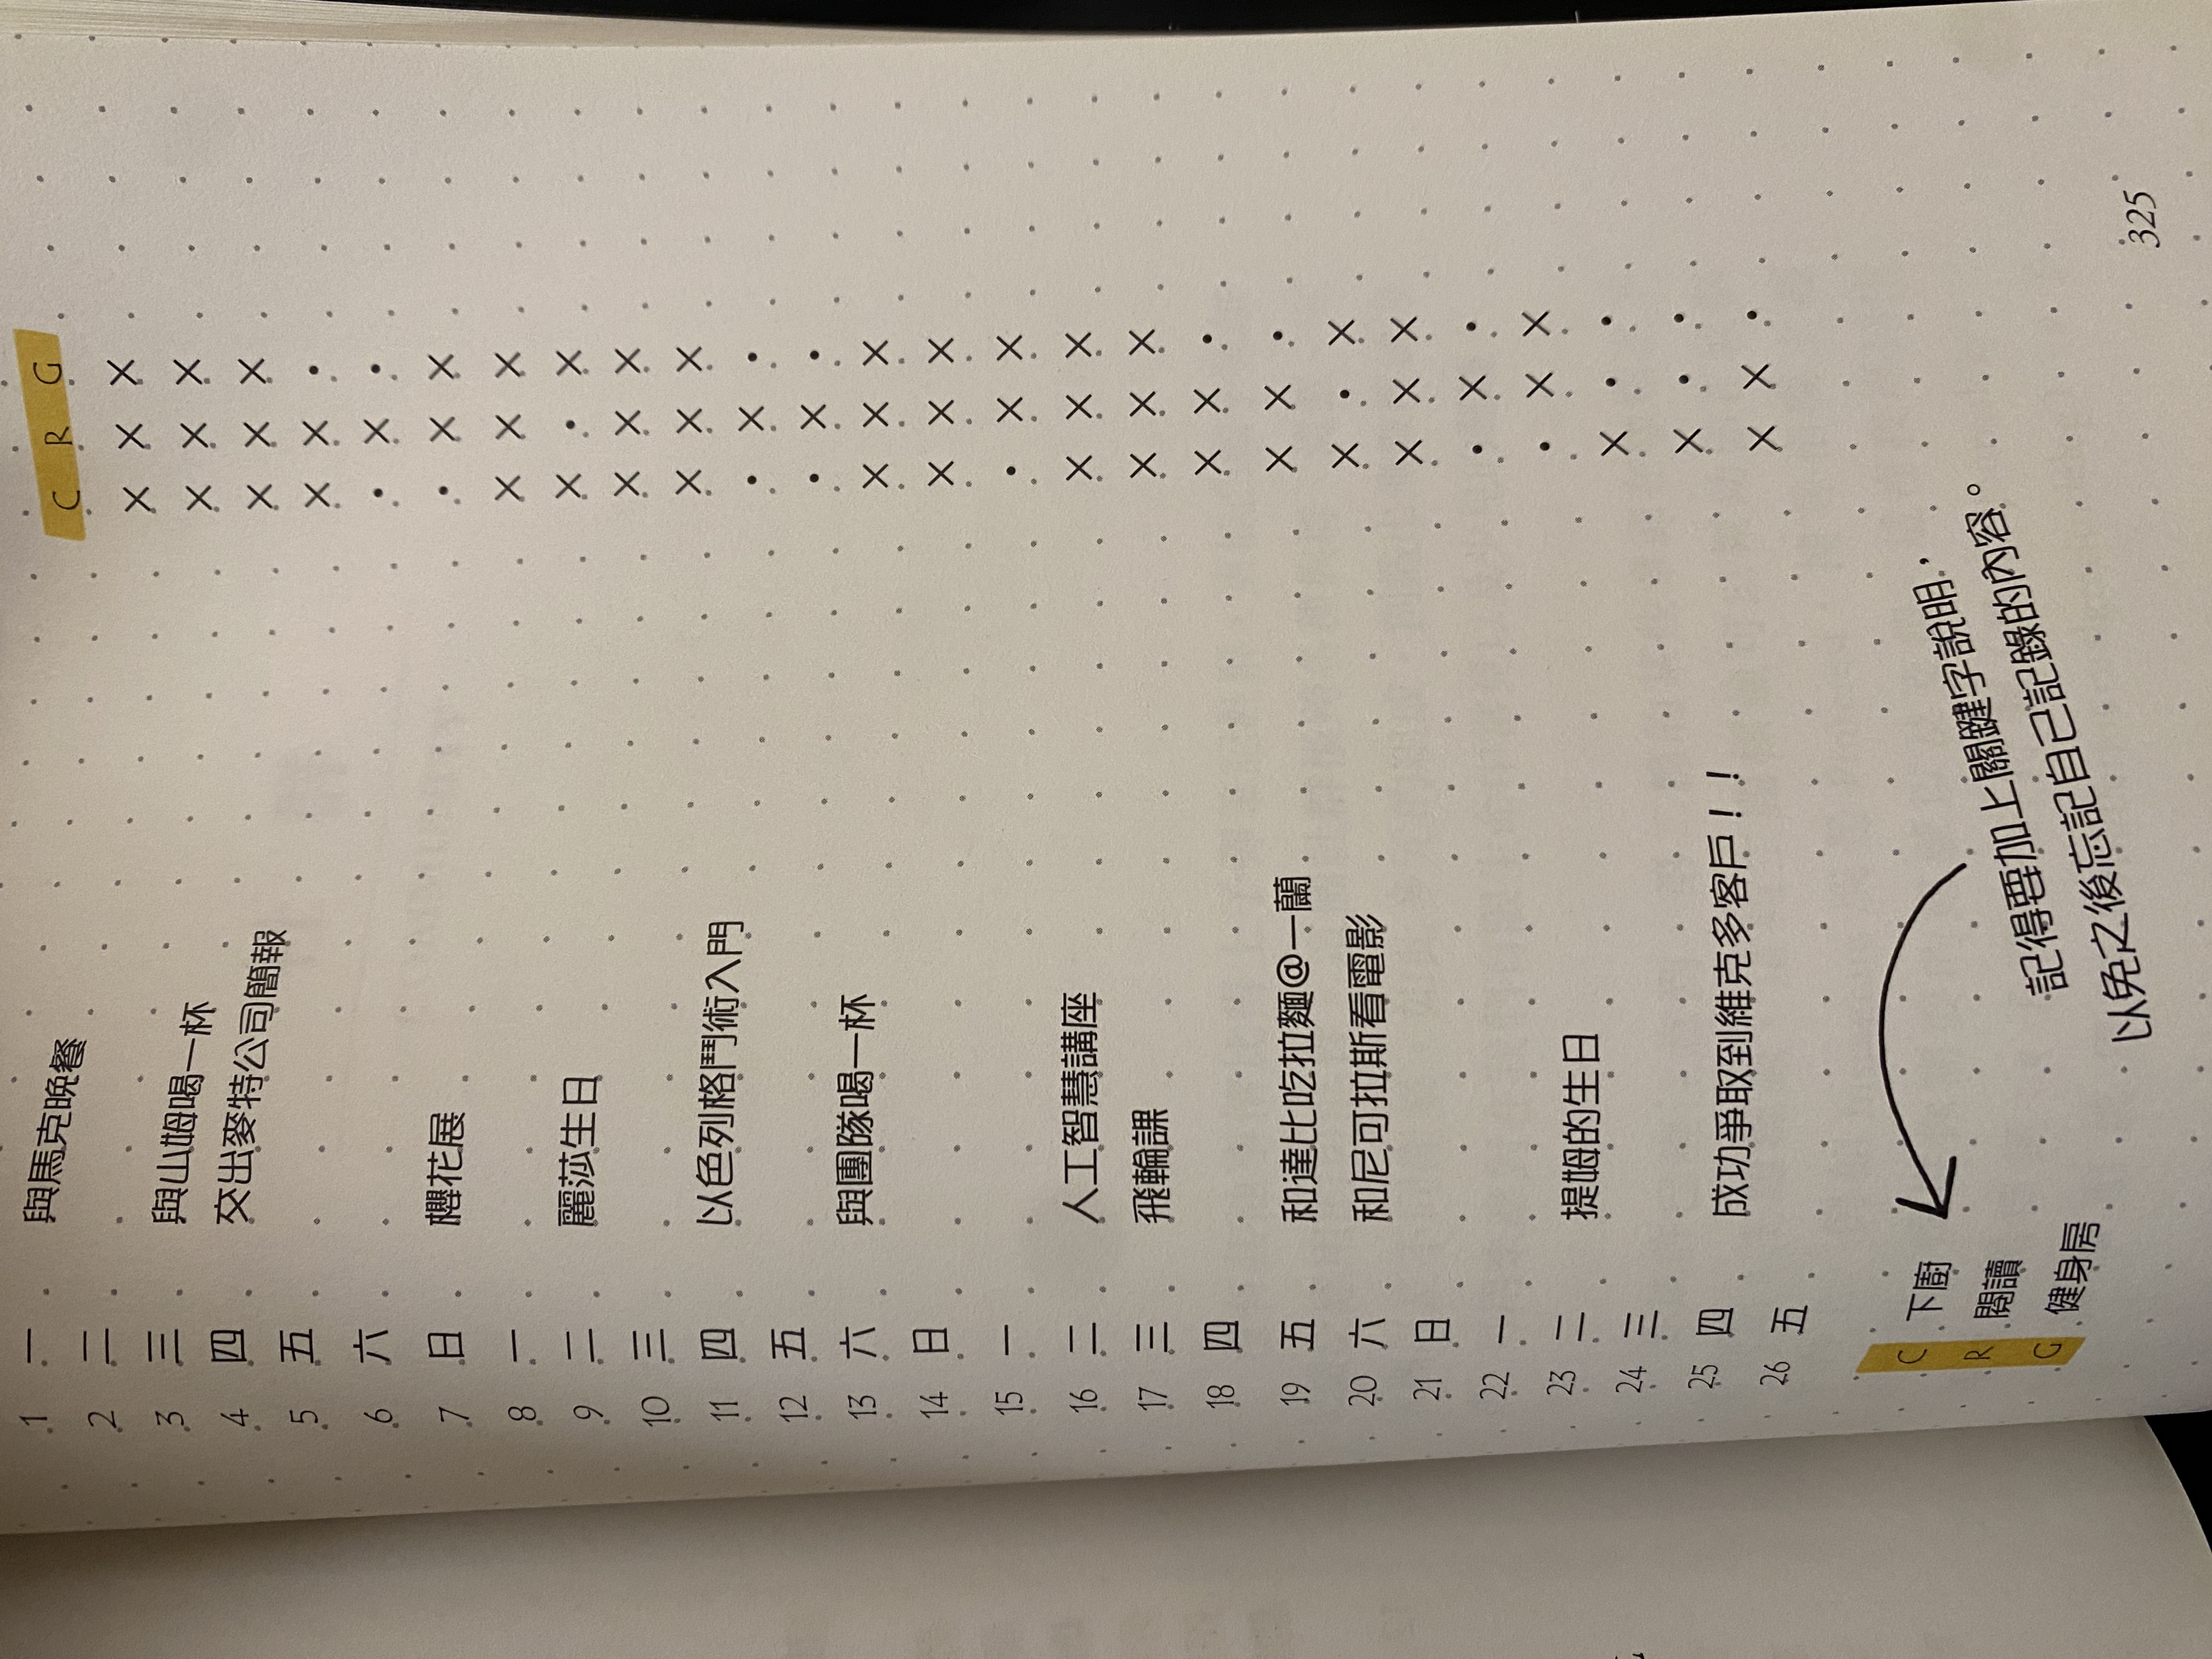 C R G
1 一 與馬克晚餐 × × ×
2 二 × × ×
3 三 與山姆喝一杯 × × ×
4 四 交出麥特公司簡報 × × •
5 五 • × •
6 六 • × ×
7 日 櫻花展 × × ×
8 一 × • ×
9 二 麗莎生日 × × ×
10 三 × × ×
11 四 以色列格鬥術入門 • × •
12 五 • × •
13 六 與團隊喝一杯 × × ×
14 日 × × ×
15 一 • × ×
16 二 人工智慧講座 × × ×
17 三 飛輪課 × × ×
18 四 × × •
19 五 和達比吃拉麵@一蘭 × × •
20 六 和尼可拉斯看電影 × • ×
21 日 × × ×
22 一 • × •
23 二 提姆的生日 • × ×
24 三 × • •
25 四 成功爭取到維克多客戶！！ × • •
26 五 × × •
C 下廚
R 閱讀
G 健身房
記得要加上關鍵字說明，
以免之後忘記自己記錄的內容。
325